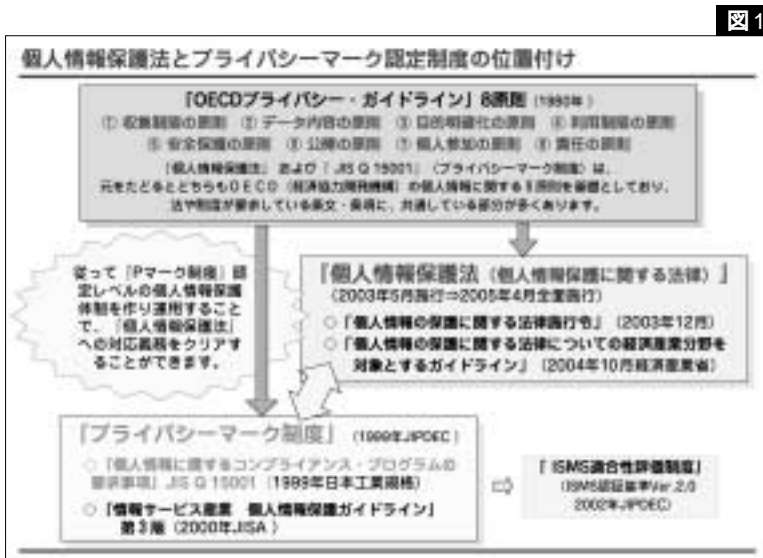 図1
個人情報保護法とプライバシーマーク認定制度の位置付け
『OECDプライバシー・ガイドライン』8原則(1980年)
① 収集制限の原則 ② データ内容の原則 ③ 目的明確化の原則 ④ 利用制限の原則
⑤ 安全保護の原則 ⑥ 公開の原則 ⑦ 個人参加の原則 ⑧ 責任の原則
『個人情報保護法』および『JIS Q 15001』(プライバシーマーク制度)は、
元をたどるとどちらもOECD(経済協力開発機構)の個人情報に関する8原則を基礎としており、
法や制度が要求している条文・条項に、共通している部分が多くあります。
従って『Pマーク制度』認
定レベルの個人情報保護
体制を作り運用すること
で、『個人情報保護法』
への対応義務をクリアす
ることができます。
『個人情報保護法(個人情報保護に関する法律)』
(2003年5月施行⇒2005年4月全面施行)
○『個人情報の保護に関する法律施行令』(2003年12月)
○『個人情報の保護に関する法律についての経済産業分野を
対象とするガイドライン』(2004年10月経済産業省)
『プライバシーマーク制度』(1998年JIPDEC)
○『個人情報に関するコンプライアンス・プログラムの
要求事項』JIS Q 15001(1999年日本工業規格)
○『情報サービス産業 個人情報保護ガイドライン』
第3版(2000年JISA)
『ISMS適合性評価制度』
(ISMS認証基準Ver.2.0
2002年JIPDEC)